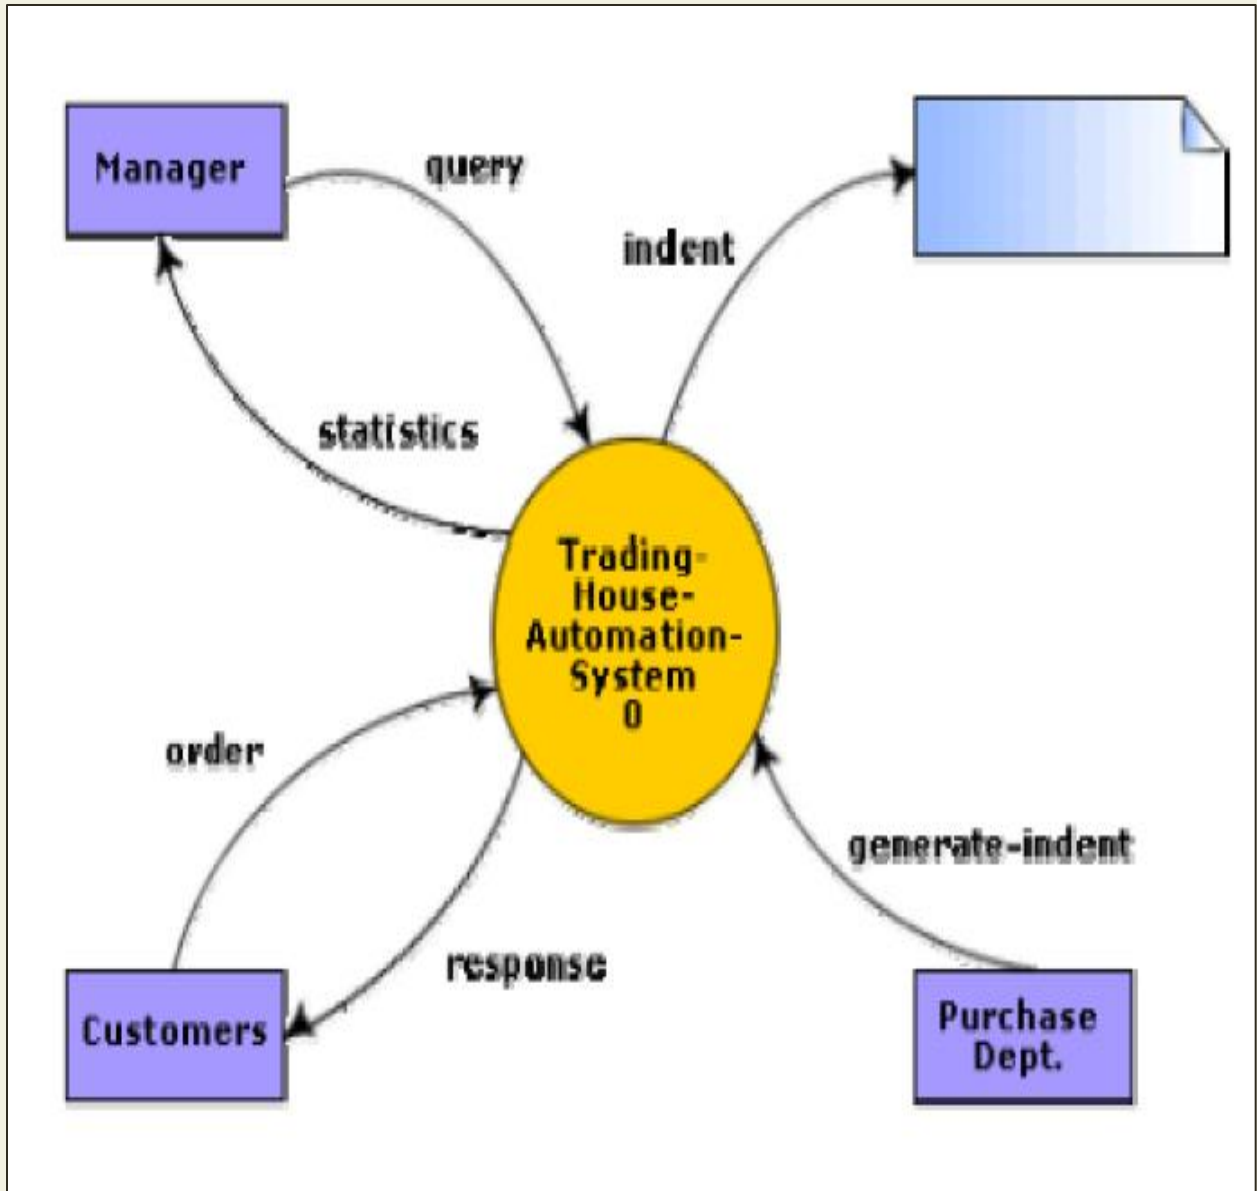 Manager
query
indent
statistics
Trading-
House-
Automation-
System
0
order
generate-indent
response
Customers
Purchase
Dept.